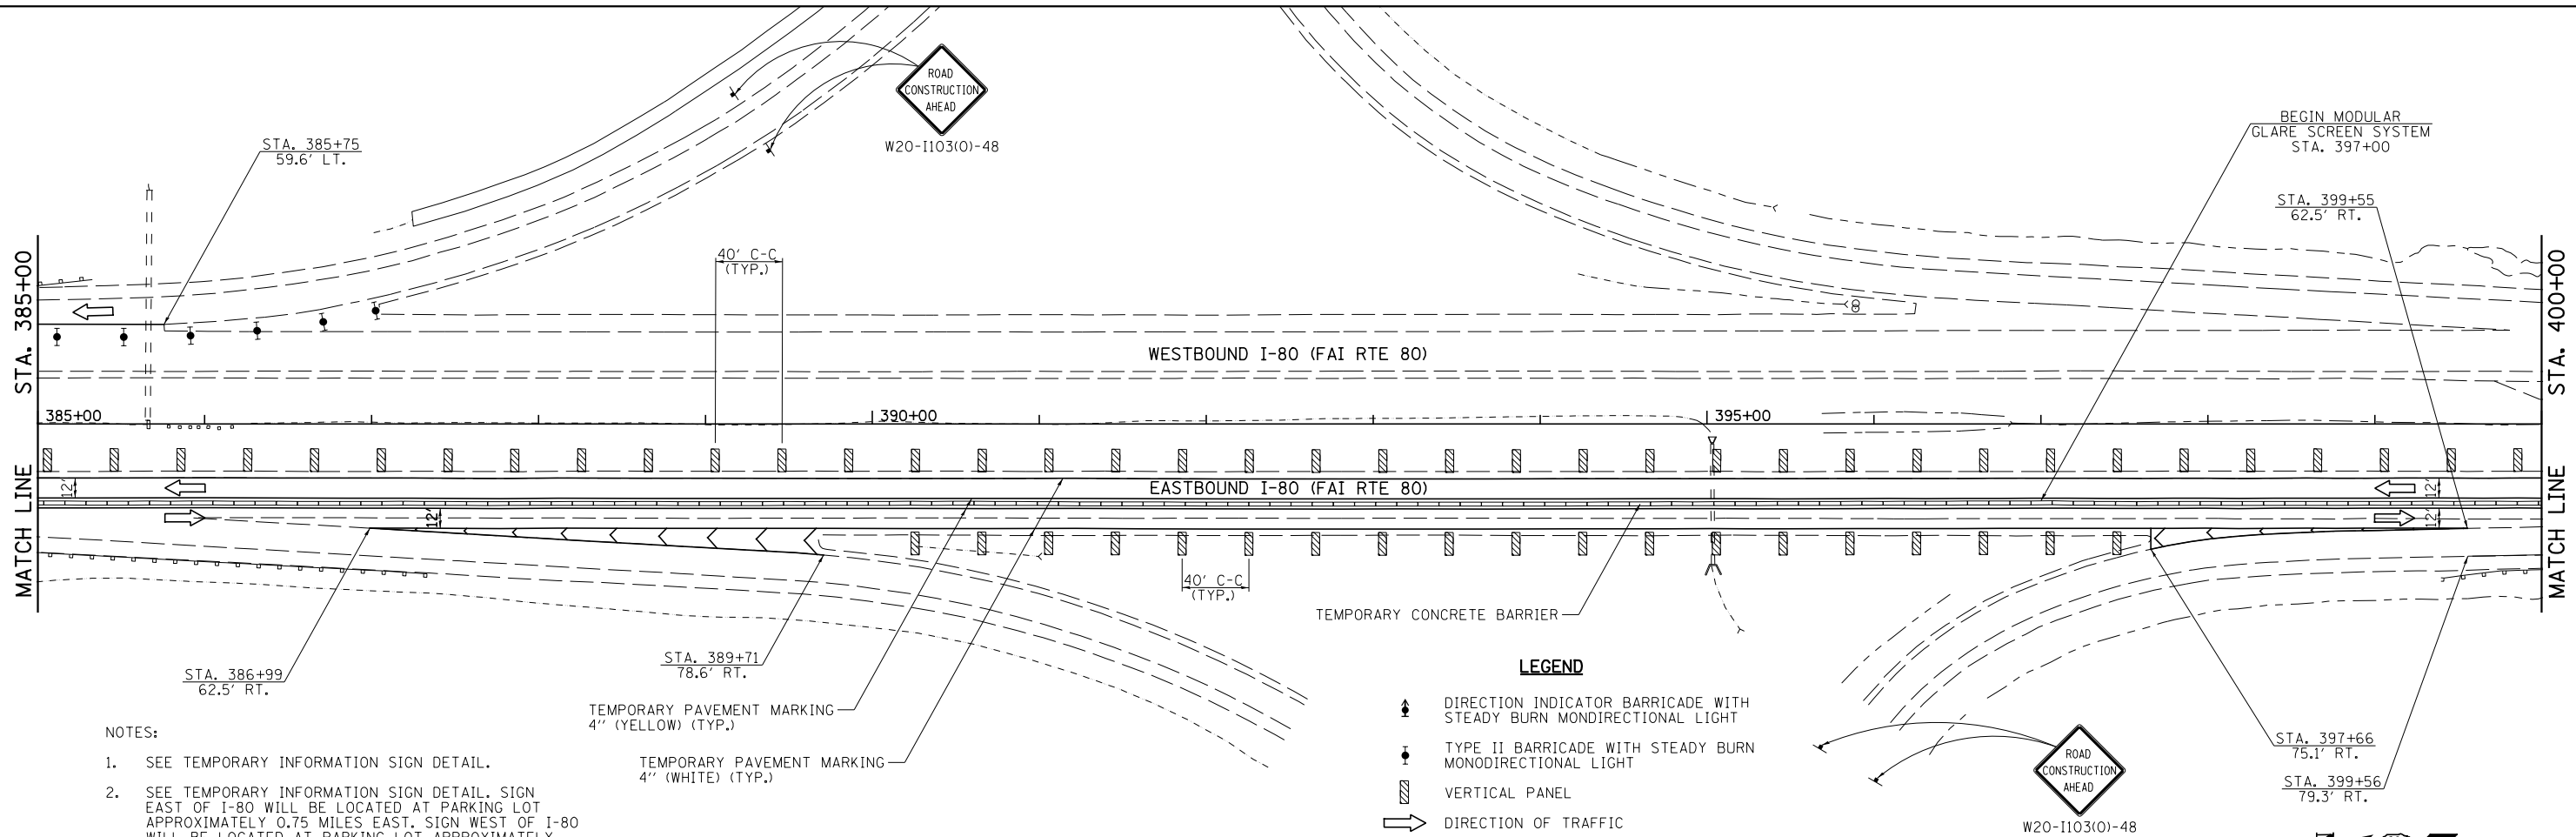 ROAD
CONSTRUCTION
AHEAD
W20-I103(0)-48
STA. 385+75
59.6' LT.
BEGIN MODULAR
GLARE SCREEN SYSTEM
STA. 397+00
STA. 399+55
62.5' RT.
40' C-C
(TYP.)
MATCH LINE STA. 385+00
MATCH LINE STA. 400+00
WESTBOUND I-80 (FAI RTE 80)
385+00
390+00
395+00
12'
EASTBOUND I-80 (FAI RTE 80)
12'
12'
12'
40' C-C
(TYP.)
TEMPORARY CONCRETE BARRIER
STA. 386+99
62.5' RT.
STA. 389+71
78.6' RT.
TEMPORARY PAVEMENT MARKING
4" (YELLOW) (TYP.)
TEMPORARY PAVEMENT MARKING
4" (WHITE) (TYP.)
NOTES:
1. SEE TEMPORARY INFORMATION SIGN DETAIL.
2. SEE TEMPORARY INFORMATION SIGN DETAIL. SIGN
EAST OF I-80 WILL BE LOCATED AT PARKING LOT
APPROXIMATELY 0.75 MILES EAST. SIGN WEST OF I-80
WILL BE LOCATED AT PARKING LOT APPROXIMATELY
LEGEND
DIRECTION INDICATOR BARRICADE WITH
STEADY BURN MONDIRECTIONAL LIGHT
TYPE II BARRICADE WITH STEADY BURN
MONODIRECTIONAL LIGHT
VERTICAL PANEL
DIRECTION OF TRAFFIC
ROAD
CONSTRUCTION
AHEAD
W20-I103(0)-48
STA. 397+66
75.1' RT.
STA. 399+56
79.3' RT.